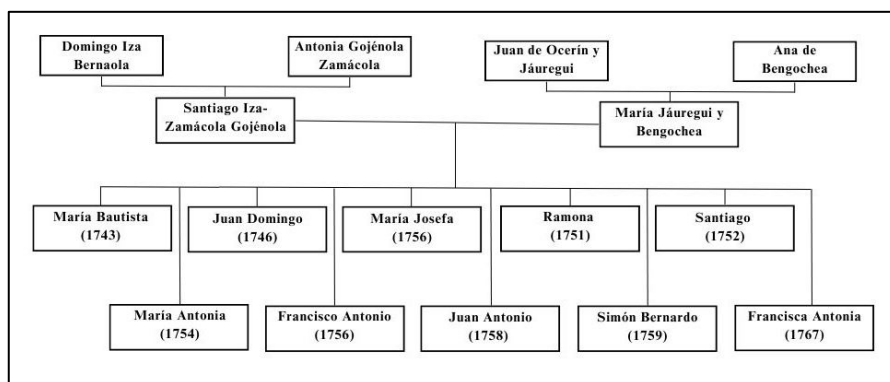 Domingo Iza
Bernaola
Antonia Gojénola
Zamácola
Juan de Ocerín y
Jáuregui
Ana de
Bengochea
Santiago Iza-
Zamácola Gojénola
María Jáuregui y
Bengochea
María Bautista
(1743)
Juan Domingo
(1746)
María Josefa
(1756)
Ramona
(1751)
Santiago
(1752)
María Antonia
(1754)
Francisco Antonio
(1756)
Juan Antonio
(1758)
Simón Bernardo
(1759)
Francisca Antonia
(1767)